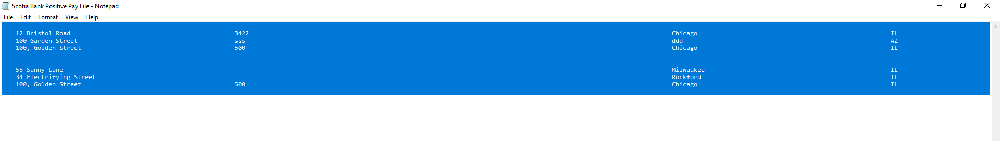 Scotia Bank Positive Pay File - Notepad
File Edit Format View Help
12 Bristol Road 3422 Chicago IL
100 Garden Street sss ddd AZ
100, Golden Street 500 Chicago IL
55 Sunny Lane Milwaukee IL
34 Electrifying Street Rockford IL
100, Golden Street 500 Chicago IL